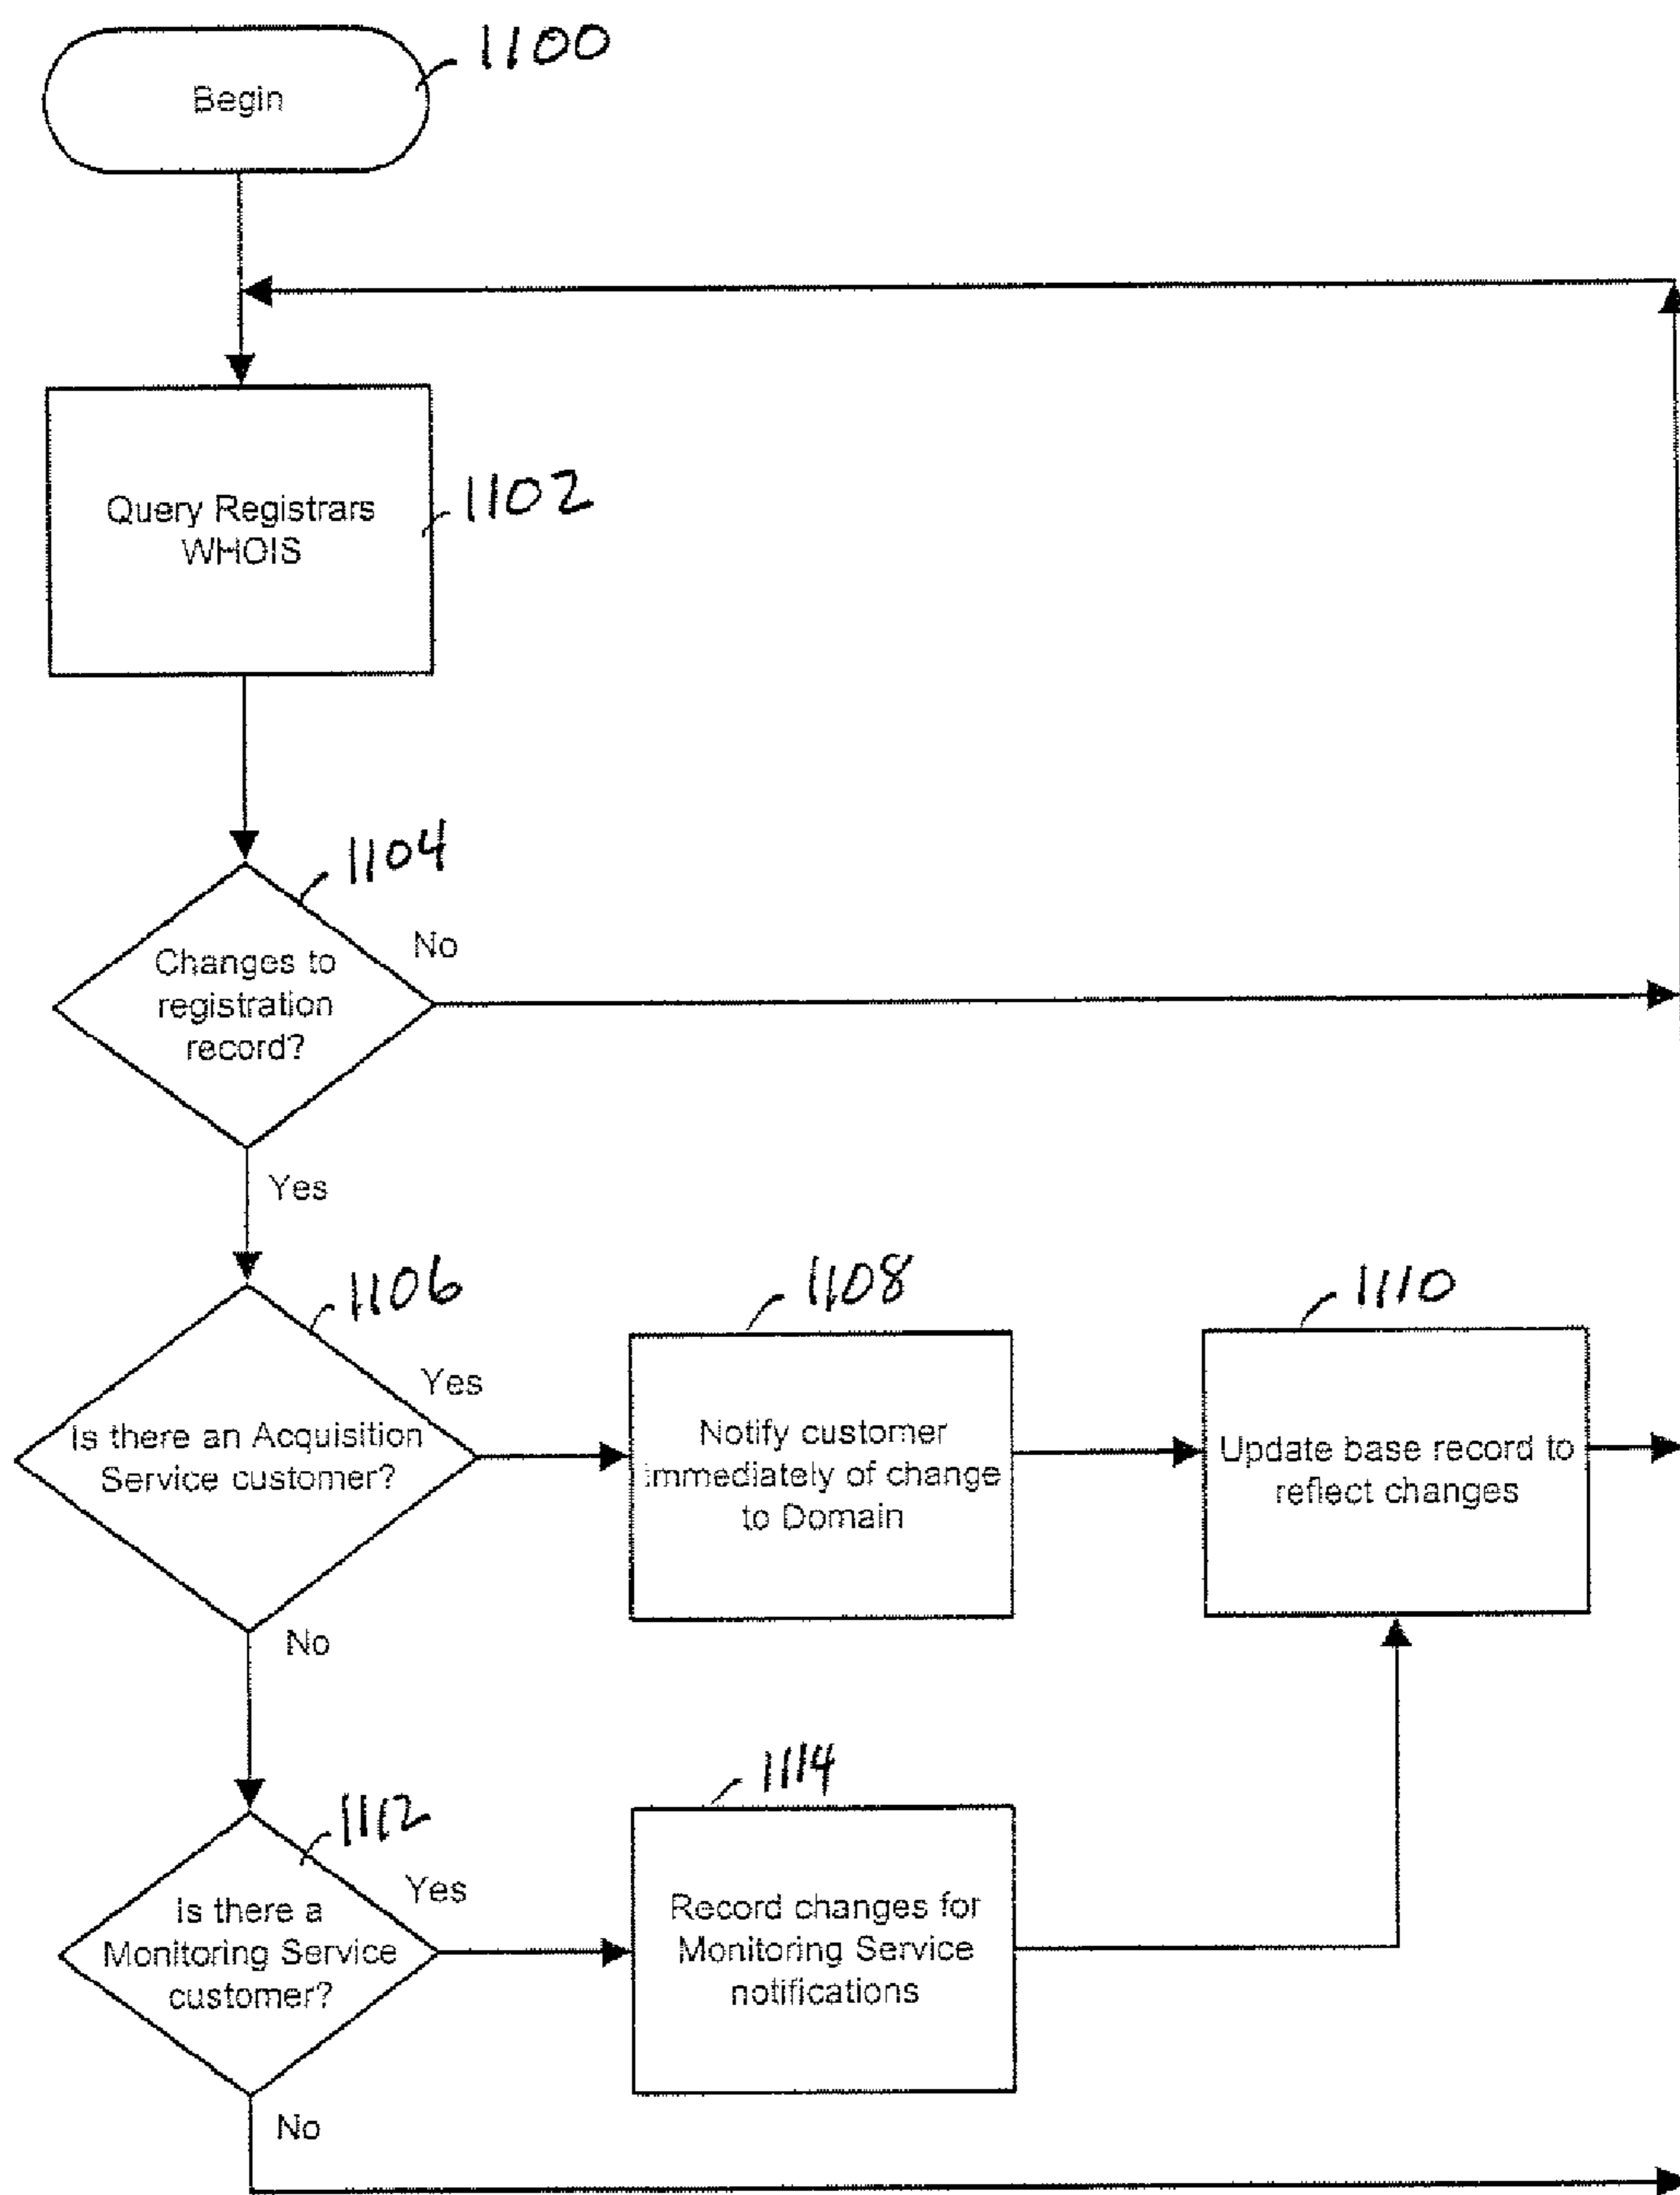 1100
Begin
1102
Query Registrars
WHOIS
1104
No
Changes to
registration
record?
Yes
1106
1108
1110
Yes
Is there an Acquisition
Service customer?
Notify customer
immediately of change
to Domain
Update base record to
reflect changes
No
1114
1112
Yes
Is there a
Monitoring Service
customer?
Record changes for
Monitoring Service
notifications
No